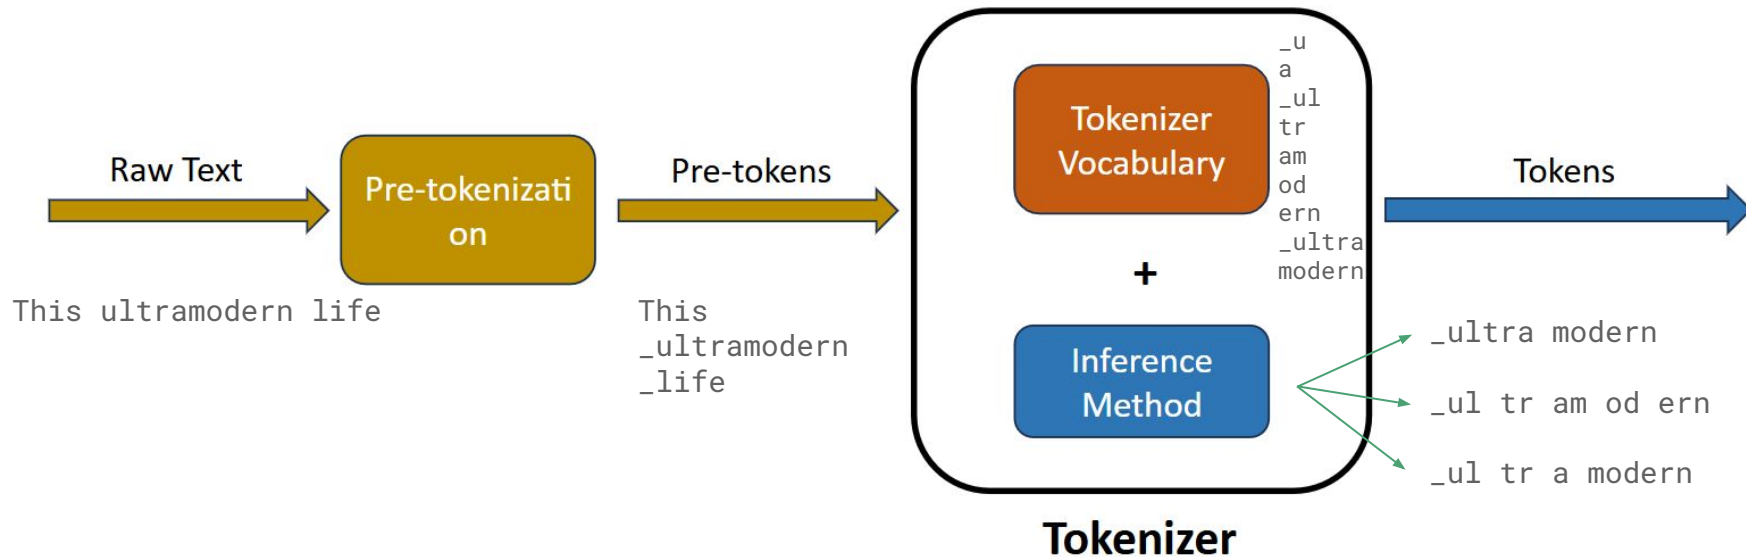 Raw Text
This ultramodern life
Pre-tokenizati
on
Pre-tokens
This
_ultramodern
_life
Tokenizer
Vocabulary
_u
a
_ul
tr
am
od
ern
_ultra
modern
+
Inference
Method
Tokenizer
Tokens
_ultra modern
_ul tr am od ern
_ul tr a modern